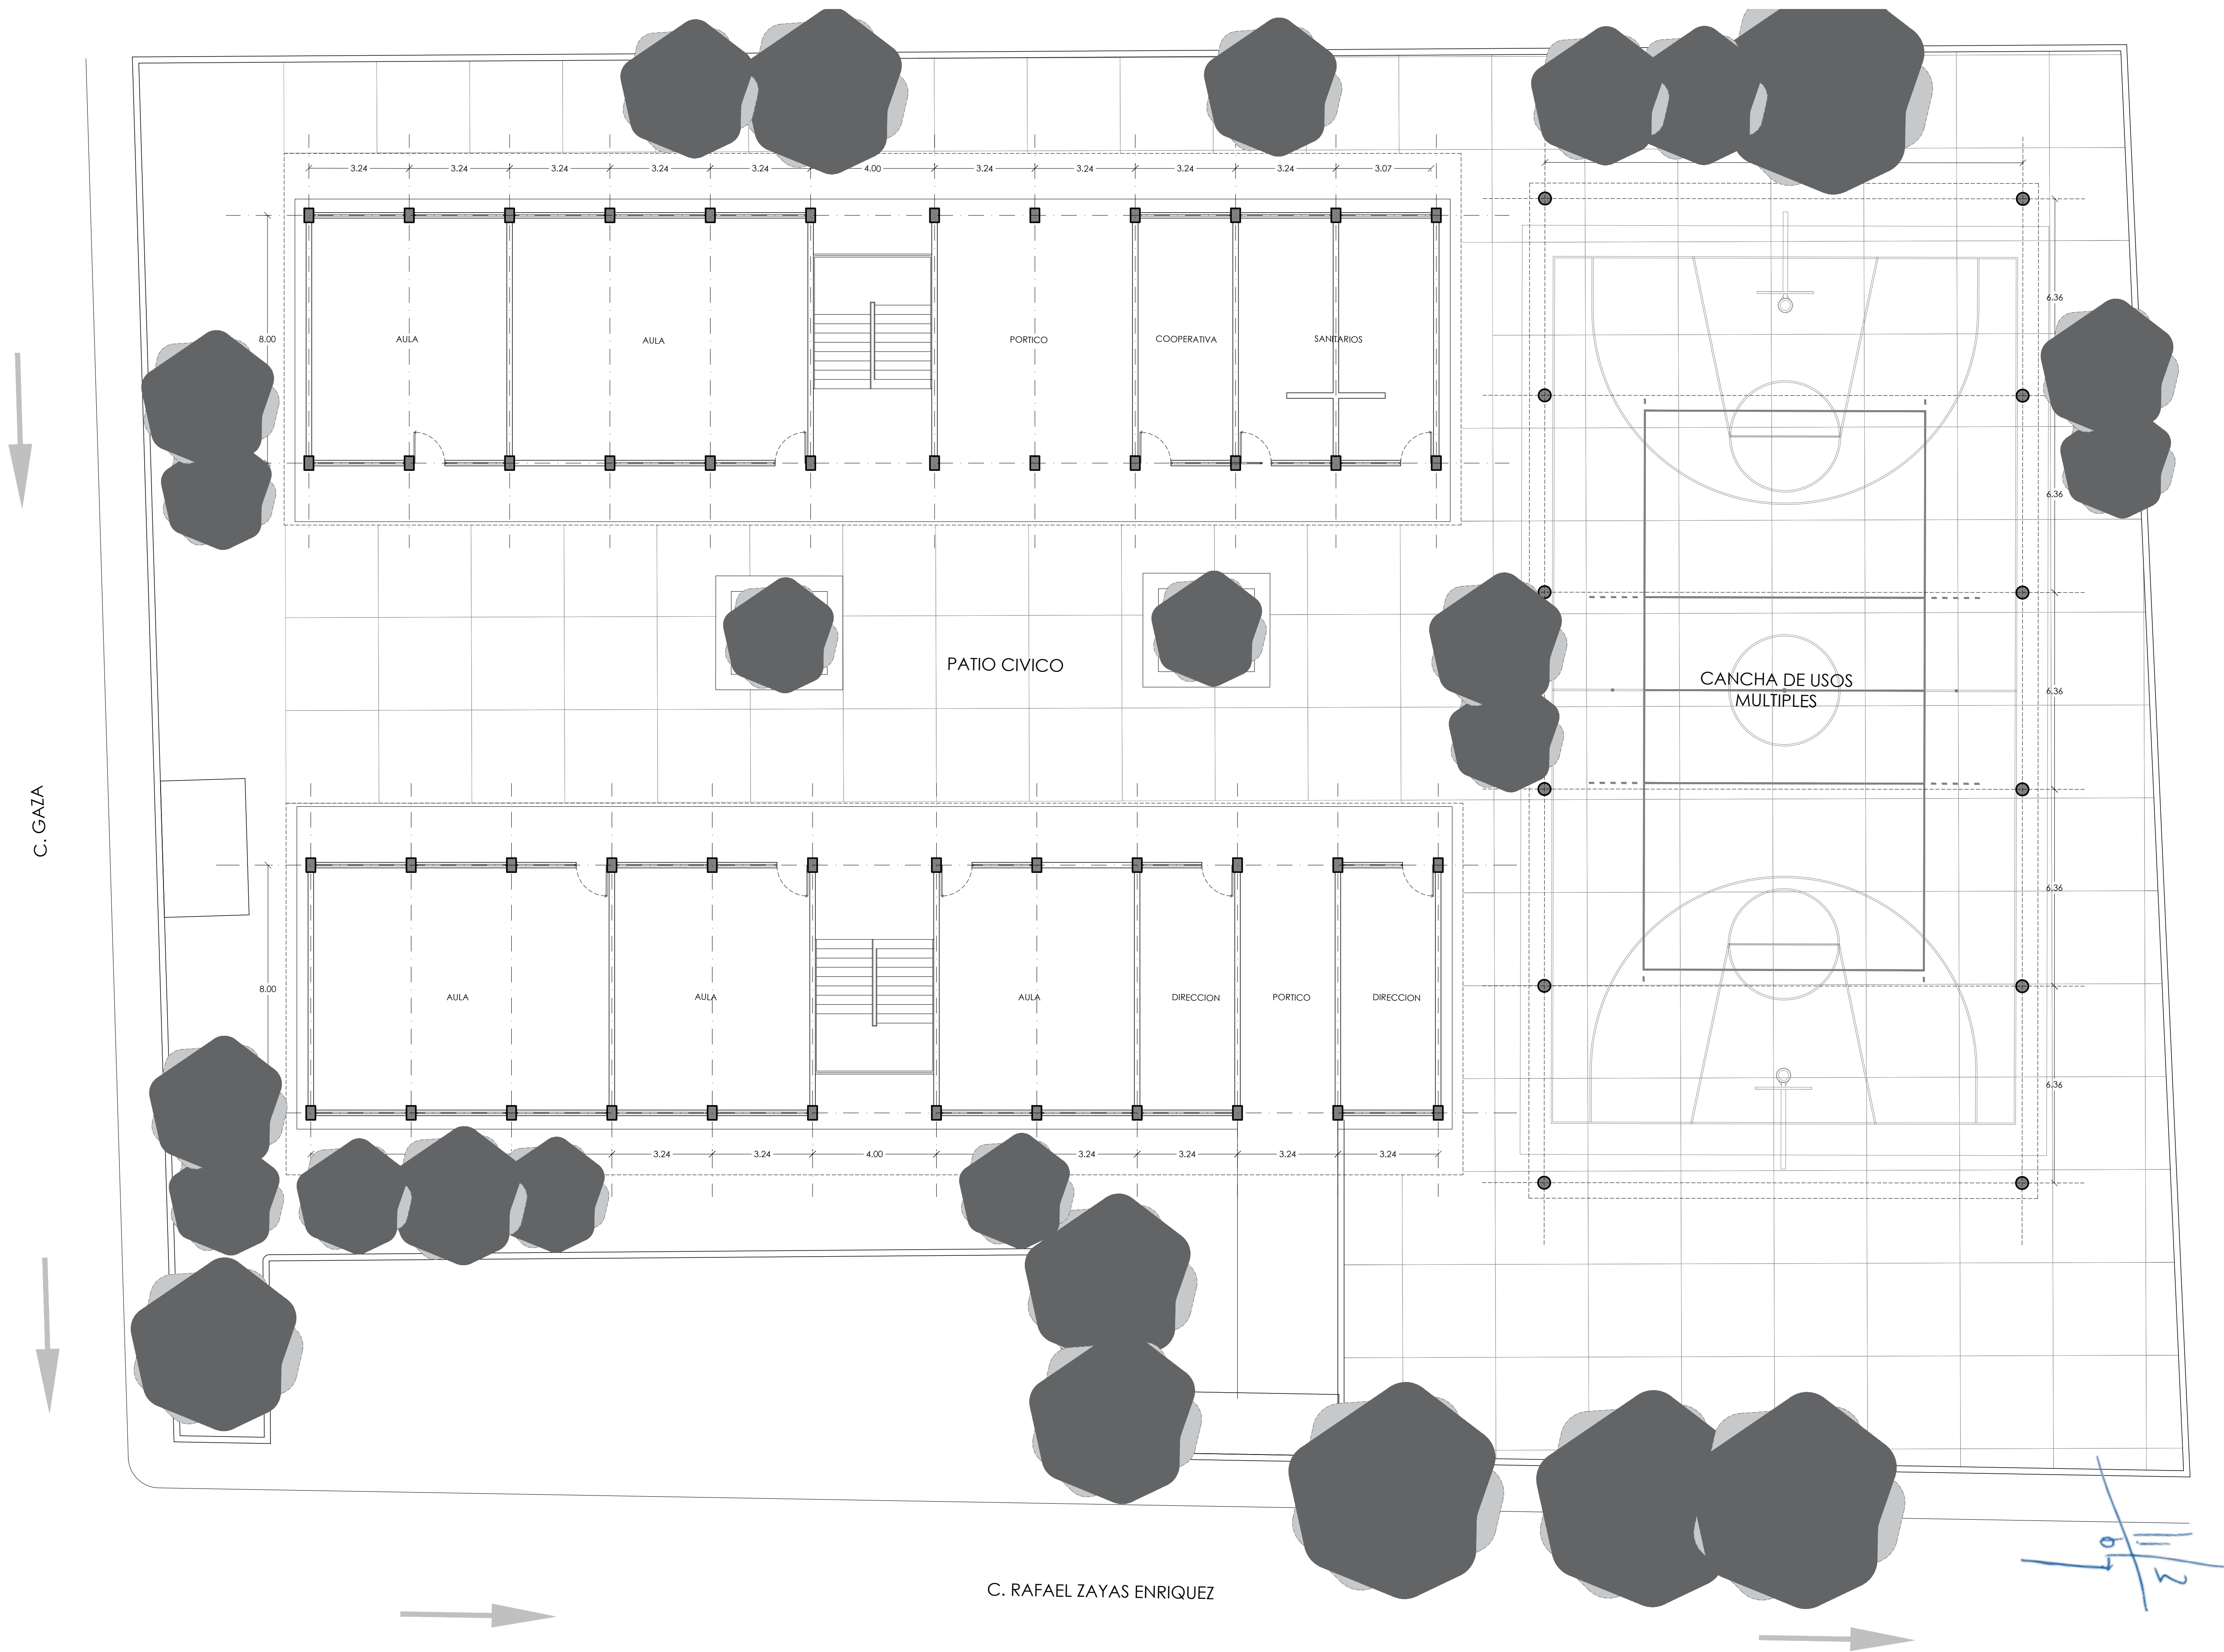 3.24 3.24 3.24 3.24 3.24 4.00 3.24 3.24 3.24 3.24 3.07
8.00
AULA
AULA
PORTICO
COOPERATIVA
SANITARIOS
6.36
6.36
6.36
6.36
6.36
PATIO CIVICO
CANCHA DE USOS
MULTIPLES
C. GAZA
8.00
AULA
AULA
AULA
DIRECCION
PORTICO
DIRECCION
3.24 3.24 4.00 3.24 3.24 3.24 3.24
C. RAFAEL ZAYAS ENRIQUEZ